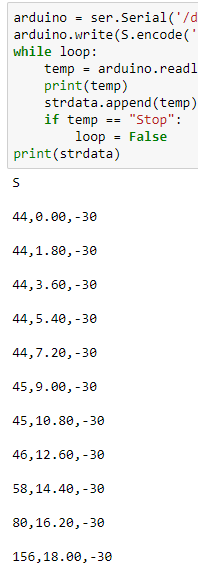 arduino = ser.Serial('/d
arduino.write(S.encode('
while loop:
    temp = arduino.readl
    print(temp)
    strdata.append(temp)
    if temp == "Stop":
        loop = False
print(strdata)
S
44,0.00,-30
44,1.80,-30
44,3.60,-30
44,5.40,-30
44,7.20,-30
45,9.00,-30
45,10.80,-30
46,12.60,-30
58,14.40,-30
80,16.20,-30
156,18.00,-30